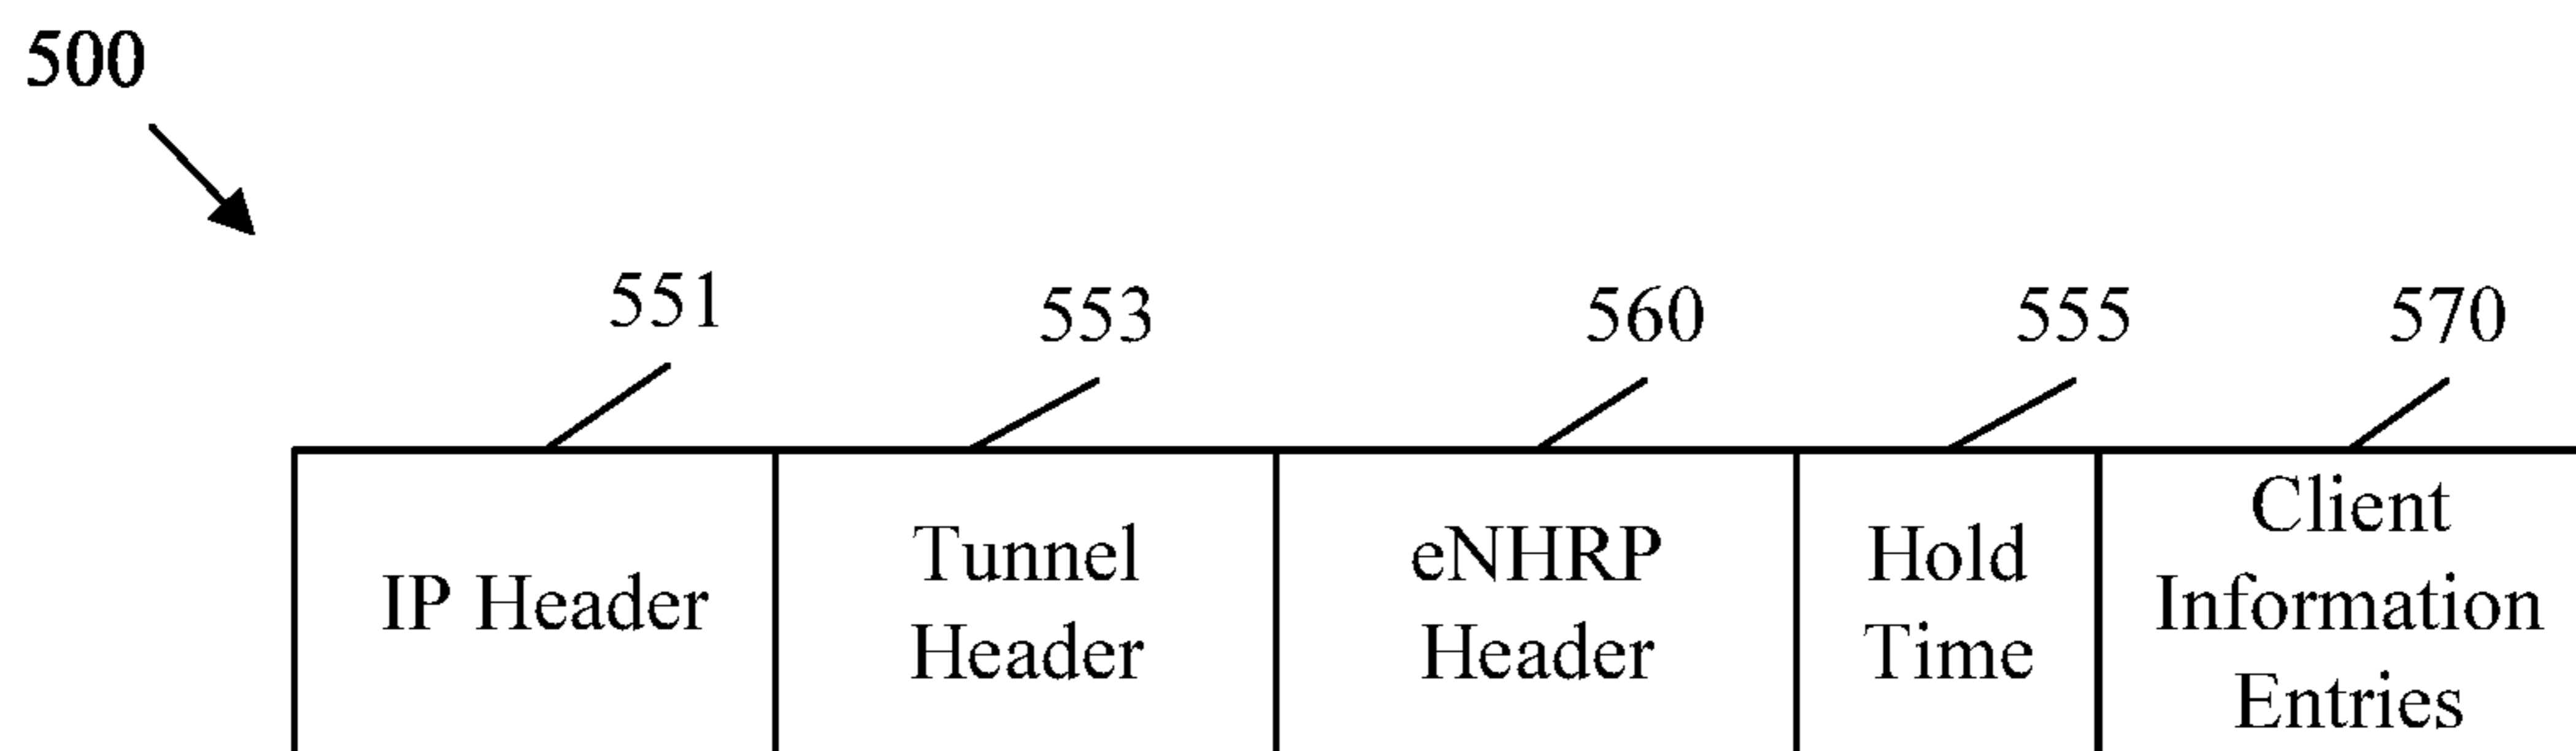 500
551
553
560
555
570
IP Header
Tunnel
Header
eNHRP
Header
Hold
Time
Client
Information
Entries